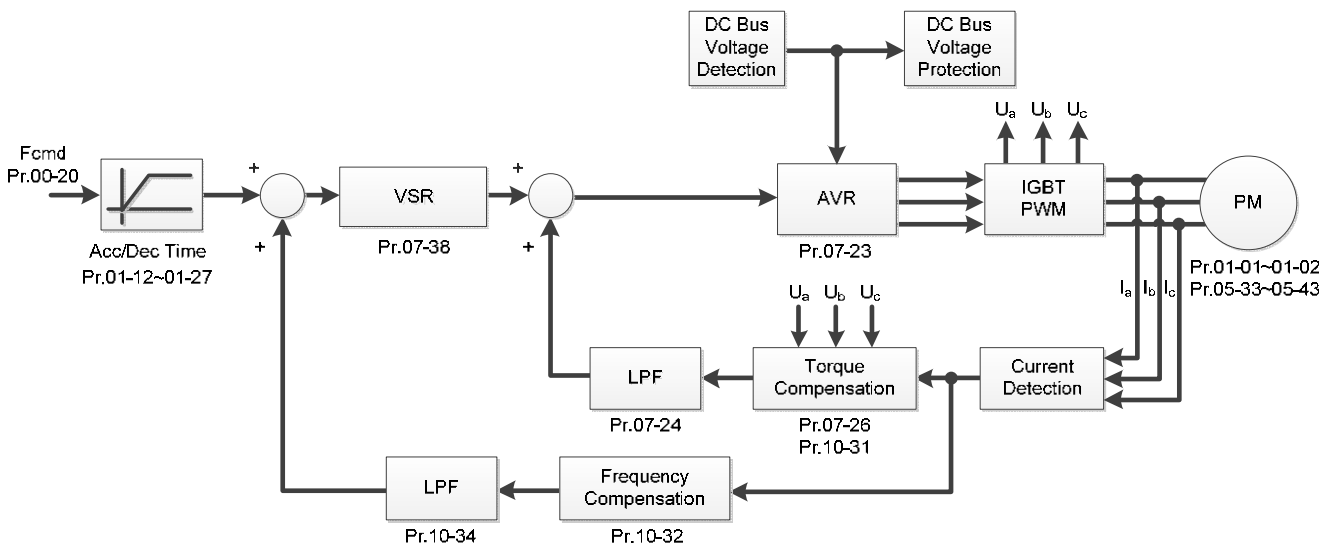 DC Bus
Voltage
Detection
DC Bus
Voltage
Protection
Ua Ub Uc
Fcmd
Pr.00-20
+
+
Acc/Dec Time
Pr.01-12~01-27
VSR
Pr.07-38
+
+
AVR
Pr.07-23
IGBT
PWM
PM
Pr.01-01~01-02
Pr.05-33~05-43
Ia Ib Ic
Ua Ub Uc
LPF
Pr.07-24
Torque
Compensation
Pr.07-26
Pr.10-31
Current
Detection
LPF
Pr.10-34
Frequency
Compensation
Pr.10-32